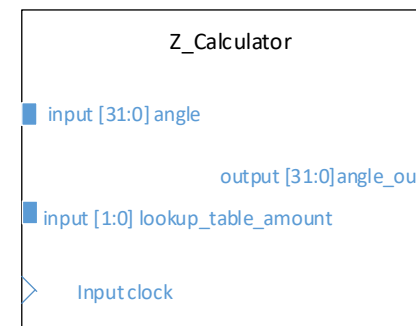 Z_Calculator
input [31:0] angle
output [31:0]angle_ou
input [1:0] lookup_table_amount
Input clock